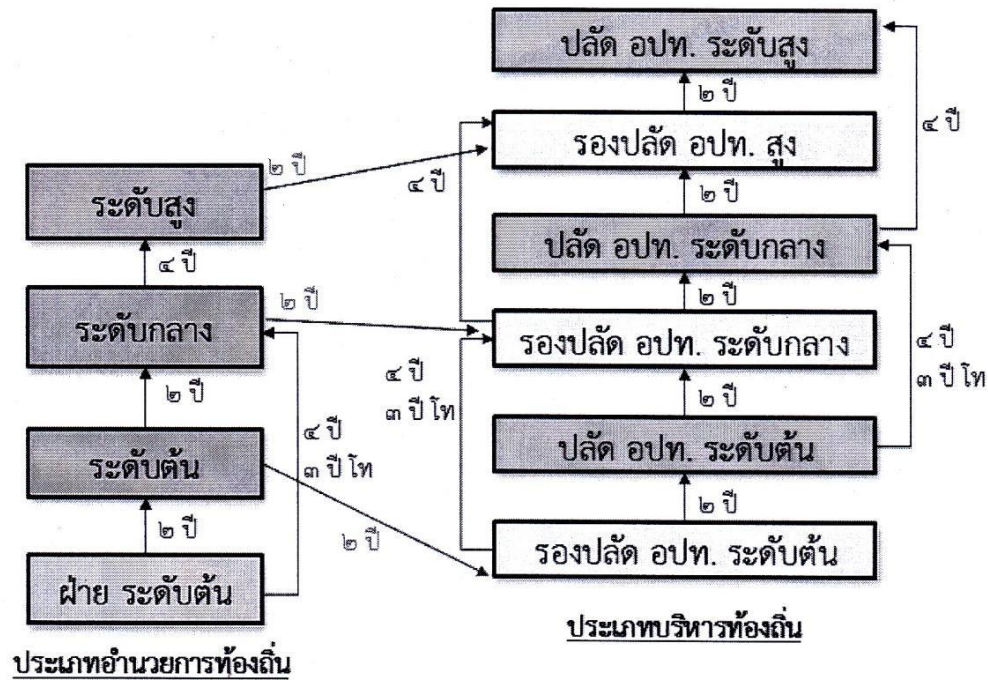 ปลัด อปท. ระดับสูง
๒ ปี
๔ ปี
รองปลัด อปท. สูง
๒ ปี
๔ ปี
ระดับสูง
๒ ปี
ปลัด อปท. ระดับกลาง
๔ ปี
๒ ปี
๒ ปี
ระดับกลาง
รองปลัด อปท. ระดับกลาง
๔ ปี
๓ ปี โท
๒ ปี
๔ ปี
๓ ปี โท
๒ ปี
ปลัด อปท. ระดับต้น
ระดับต้น
๔ ปี
๓ ปี โท
๒ ปี
๒ ปี
๒ ปี
รองปลัด อปท. ระดับต้น
ฝ่าย ระดับต้น
ประเภทบริหารท้องถิ่น
ประเภทอำนวยการท้องถิ่น